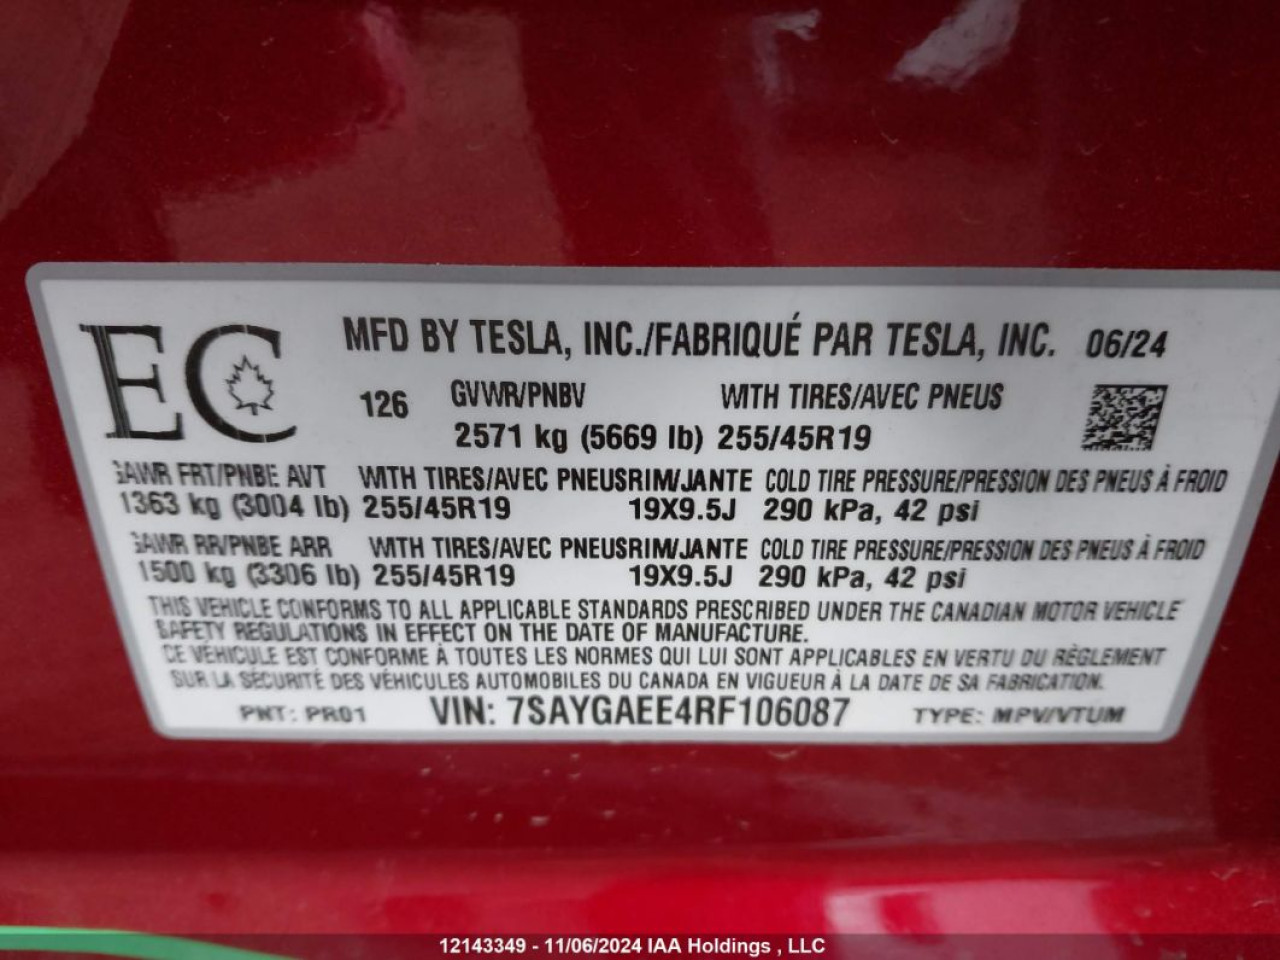 EC MFD BY TESLA, INC./FABRIQUÉ PAR TESLA, INC. 06/24
126 GVWR/PNBV WITH TIRES/AVEC PNEUS
2571 kg (5669 lb) 255/45R19
GAWR FRT/PNBE AVT WITH TIRES/AVEC PNEUS RIM/JANTE COLD TIRE PRESSURE/PRESSION DES PNEUS À FROID
1363 kg (3004 lb) 255/45R19 19X9.5J 290 kPa, 42 psi
GAWR RR/PNBE ARR WITH TIRES/AVEC PNEUS RIM/JANTE COLD TIRE PRESSURE/PRESSION DES PNEUS À FROID
1500 kg (3306 lb) 255/45R19 19X9.5J 290 kPa, 42 psi
THIS VEHICLE CONFORMS TO ALL APPLICABLE STANDARDS PRESCRIBED UNDER THE CANADIAN MOTOR VEHICLE
SAFETY REGULATIONS IN EFFECT ON THE DATE OF MANUFACTURE.
CE VÉHICULE EST CONFORME À TOUTES LES NORMES QUI LUI SONT APPLICABLES EN VERTU DU RÈGLEMENT
SUR LA SÉCURITÉ DES VÉHICULES AUTOMOBILES DU CANADA EN VIGUEUR À LA DATE DE SA FABRICATION.
PNT: PR01 VIN: 7SAYGAEE4RF106087 TYPE: MPV/VTUM
12143349 - 11/06/2024 IAA Holdings , LLC